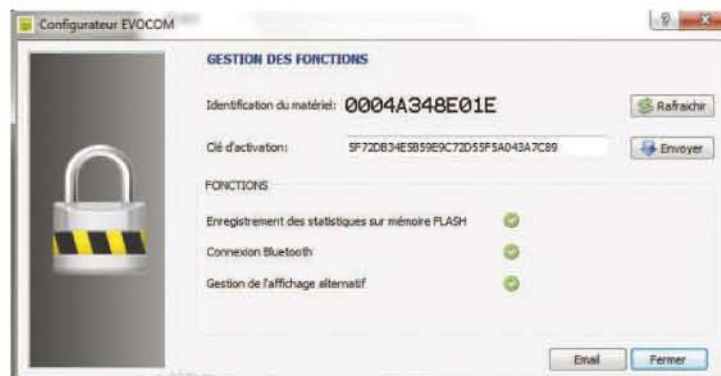 Configurateur EVOCOM
GESTION DES FONCTIONS
Identification du matériel: 0004A348E01E Rafraichir
Clé d'activation: 5F72DB34E5B59E9C72D55F5A043A7C89 Envoyer
FONCTIONS
Enregistrement des statistiques sur mémoire FLASH
Connexion Bluetooth
Gestion de l'affichage alternatif
Email Fermer